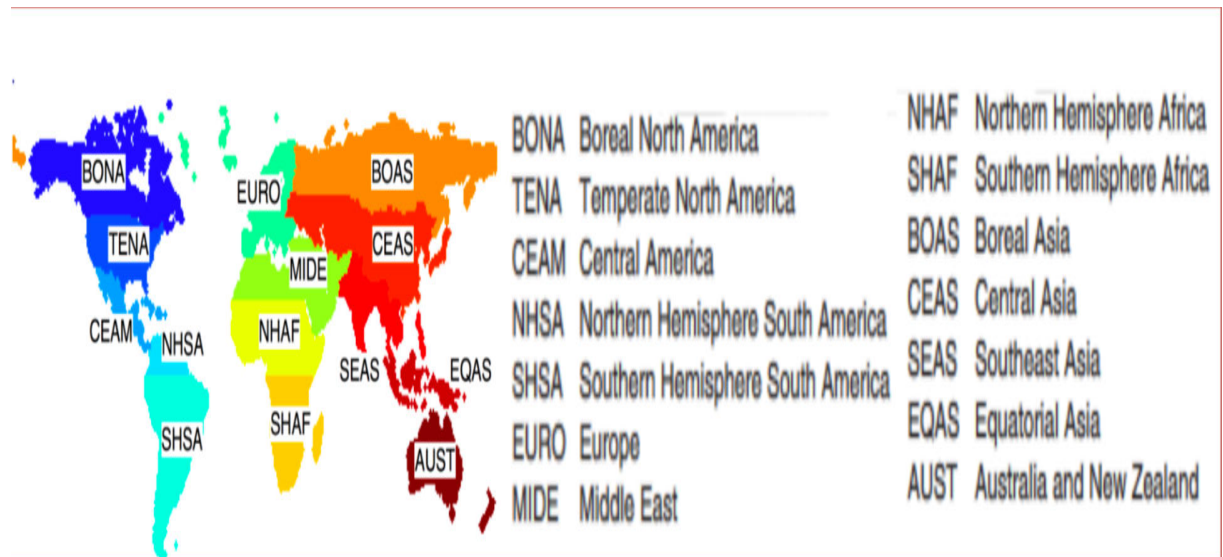 BONA
TENA
CEAM
NHSA
SHSA
EURO
MIDE
NHAF
SHAF
BOAS
CEAS
SEAS
EQAS
AUST
BONA Boreal North America
TENA Temperate North America
CEAM Central America
NHSA Northern Hemisphere South America
SHSA Southern Hemisphere South America
EURO Europe
MIDE Middle East
NHAF Northern Hemisphere Africa
SHAF Southern Hemisphere Africa
BOAS Boreal Asia
CEAS Central Asia
SEAS Southeast Asia
EQAS Equatorial Asia
AUST Australia and New Zealand